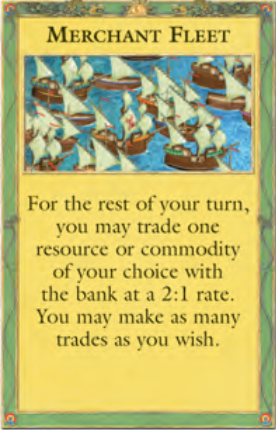 MERCHANT FLEET
For the rest of your turn,
you may trade one
resource or commodity
of your choice with
the bank at a 2:1 rate.
You may make as many
trades as you wish.